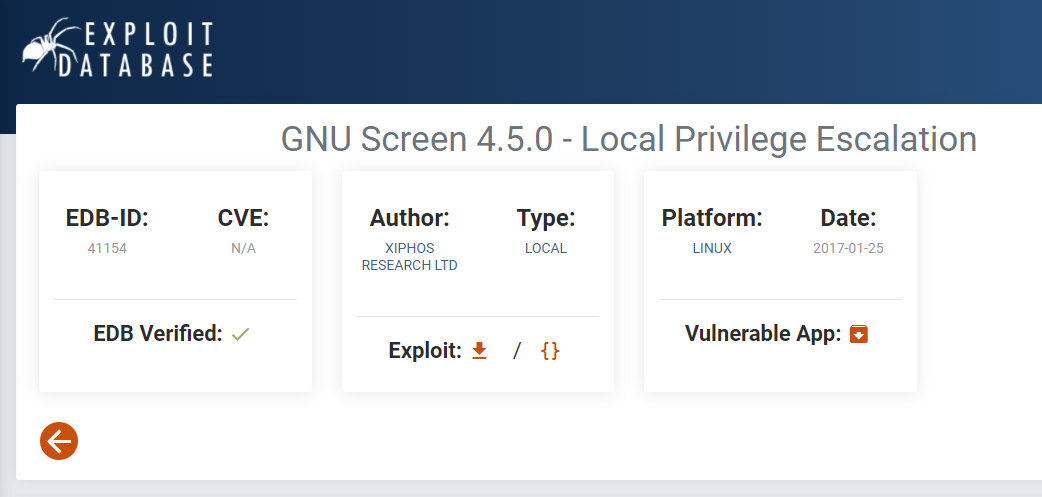 EXPLOIT
DATABASE
GNU Screen 4.5.0 - Local Privilege Escalation
EDB-ID:
41154
CVE:
N/A
EDB Verified:
Author:
XIPHOS
RESEARCH LTD
Type:
LOCAL
Exploit: / {}
Platform:
LINUX
Date:
2017-01-25
Vulnerable App: